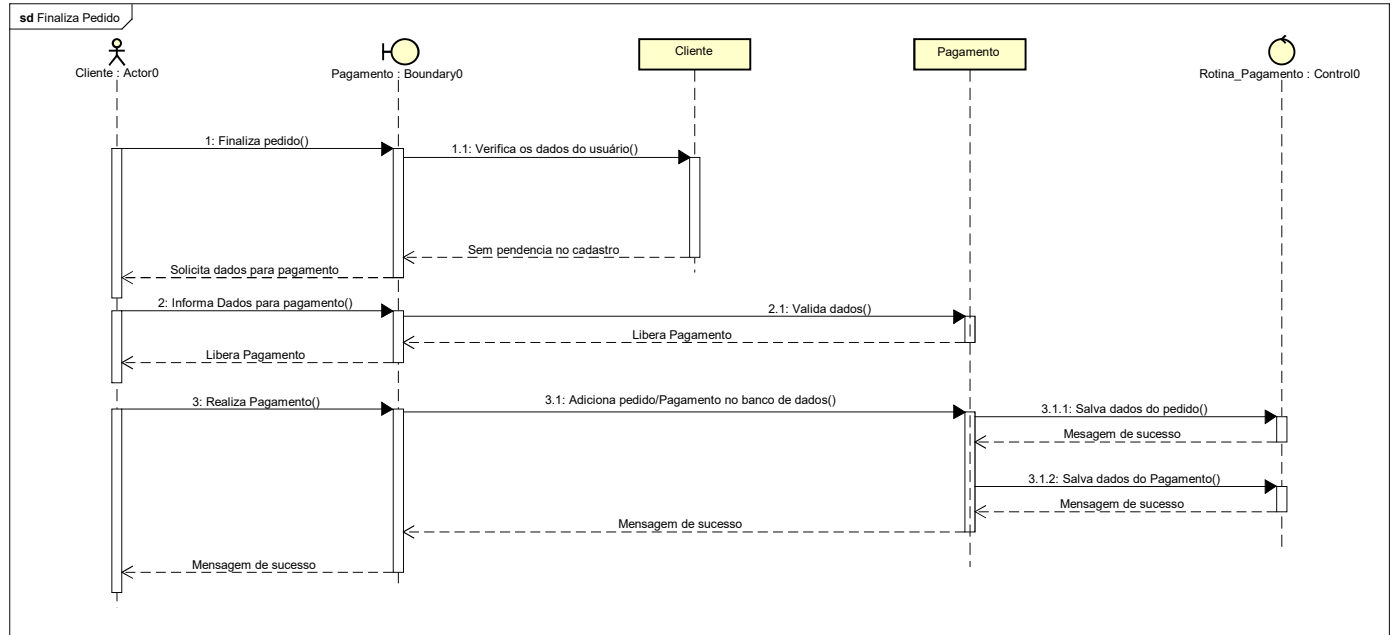 sd Finaliza Pedido
Cliente : Actor0
Pagamento : Boundary0
Cliente
Pagamento
Rotina_Pagamento : Control0
1: Finaliza pedido()
1.1: Verifica os dados do usuário()
Sem pendencia no cadastro
Solicita dados para pagamento
2: Informa Dados para pagamento()
2.1: Valida dados()
Libera Pagamento
Libera Pagamento
3: Realiza Pagamento()
3.1: Adiciona pedido/Pagamento no banco de dados()
3.1.1: Salva dados do pedido()
Mesagem de sucesso
3.1.2: Salva dados do Pagamento()
Mensagem de sucesso
Mensagem de sucesso
Mensagem de sucesso